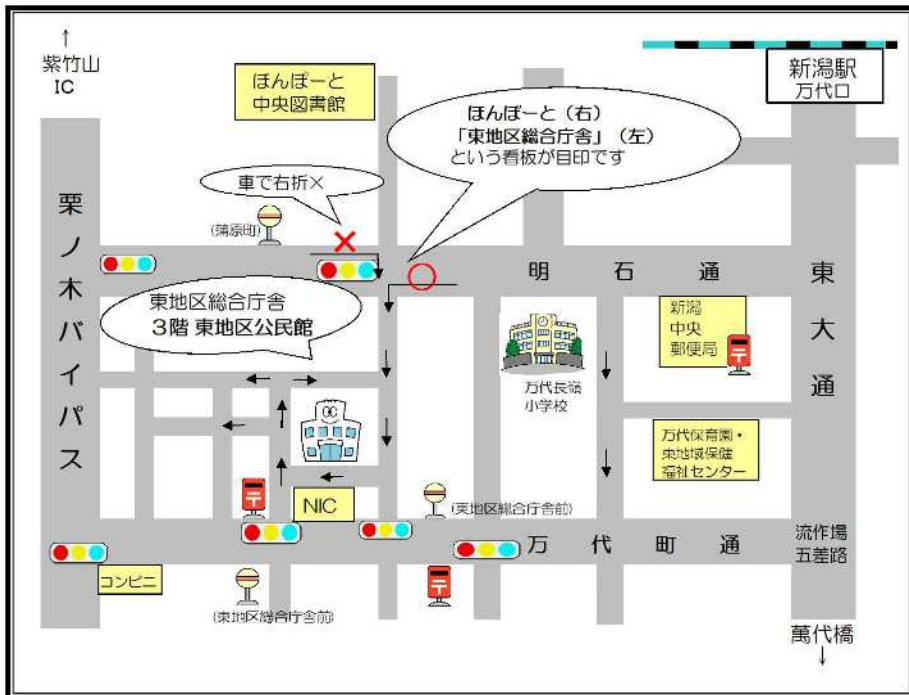 ↑
紫竹山
IC
ほんぽーと
中央図書館
新潟駅
万代口
ほんぽーと（右）
「東地区総合庁舎」（左）
という看板が目印です
車で右折×
(蒲原町)
栗ノ木バイパス
明石通
東大通
東地区総合庁舎
３階 東地区公民館
新潟
中央
郵便局
万代長嶺
小学校
万代保育園・
東地域保健
福祉センター
NIC
(東地区総合庁舎前)
万代町通
流作場
五差路
コンビニ
(東地区総合庁舎前)
萬代橋
↓